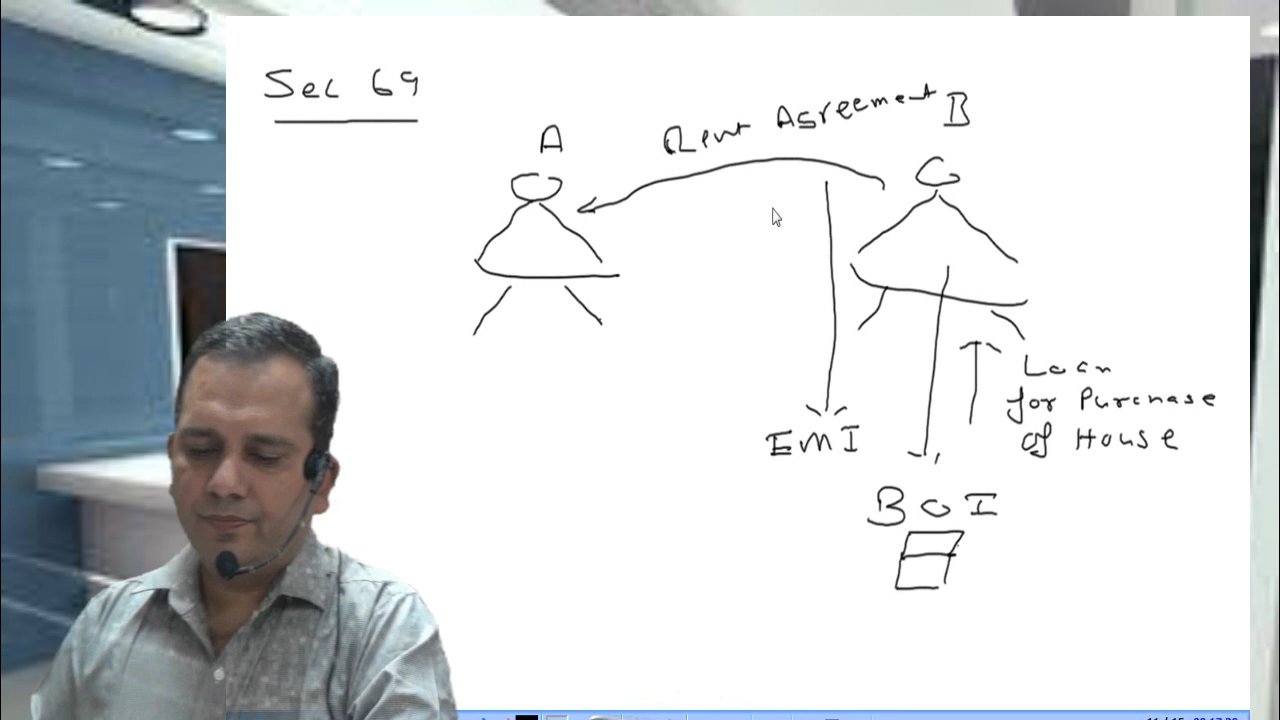 Sec 69
A
Rent Agreement
B
EMI
Loan
for Purchase
of House
BOI